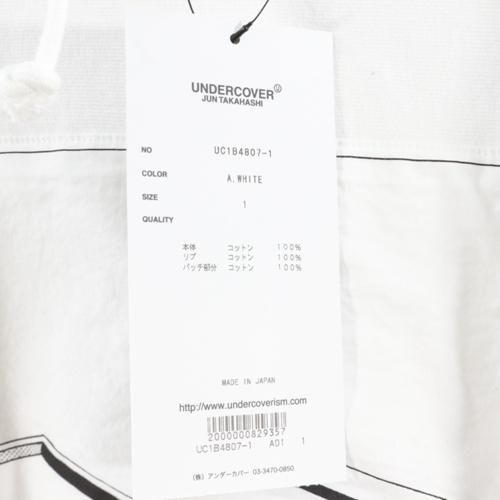 UNDERCOVER
JUN TAKAHASHI
NO UC1B4807-1
COLOR A.WHITE
SIZE 1
QUALITY
本体 コットン 100%
リブ コットン 100%
パッチ部分 コットン 100%
MADE IN JAPAN
http://www.undercoverism.com
2000000829357
UC1B4807-1 A01 1
(株) アンダーカバー 03-3470-0850